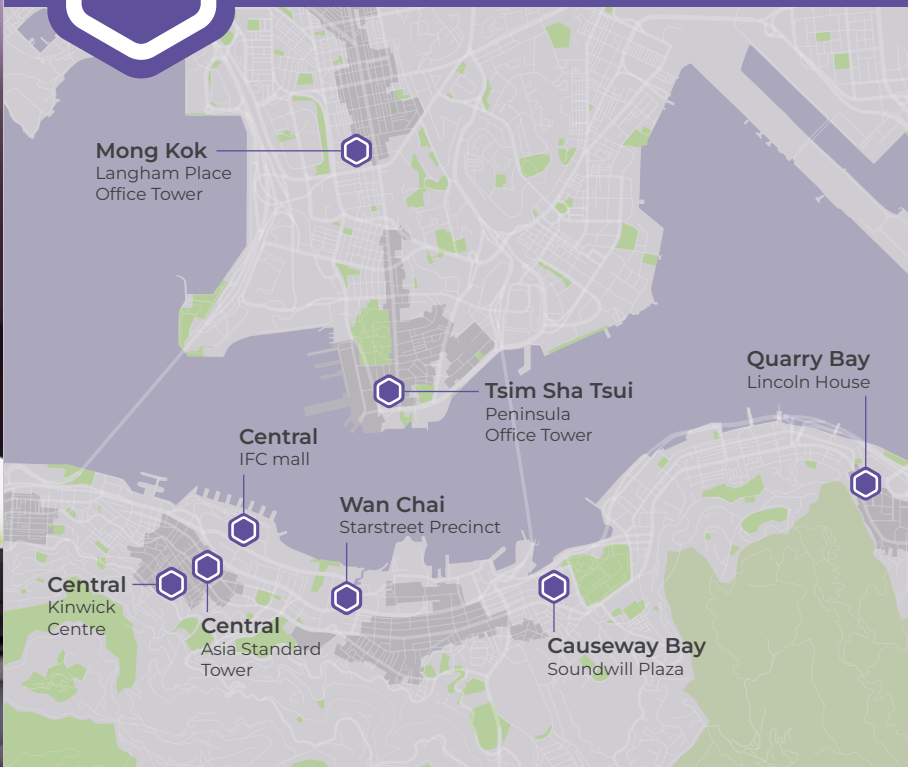 Mong Kok
Langham Place
Office Tower
Quarry Bay
Lincoln House
Tsim Sha Tsui
Peninsula
Office Tower
Central
IFC mall
Wan Chai
Starstreet Precinct
Central
Kinwick
Centre
Central
Asia Standard
Tower
Causeway Bay
Soundwill Plaza